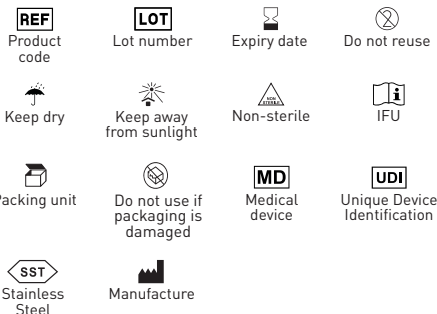 REF
LOT
Product
code
Lot number
Expiry date
Do not reuse
2
Keep dry
Keep away
from sunlight
NON
STERILE
Non-sterile
i
IFU
Packing unit
Do not use if
packaging is
damaged
MD
Medical
device
UDI
Unique Device
Identification
SST
Stainless
Steel
Manufacture